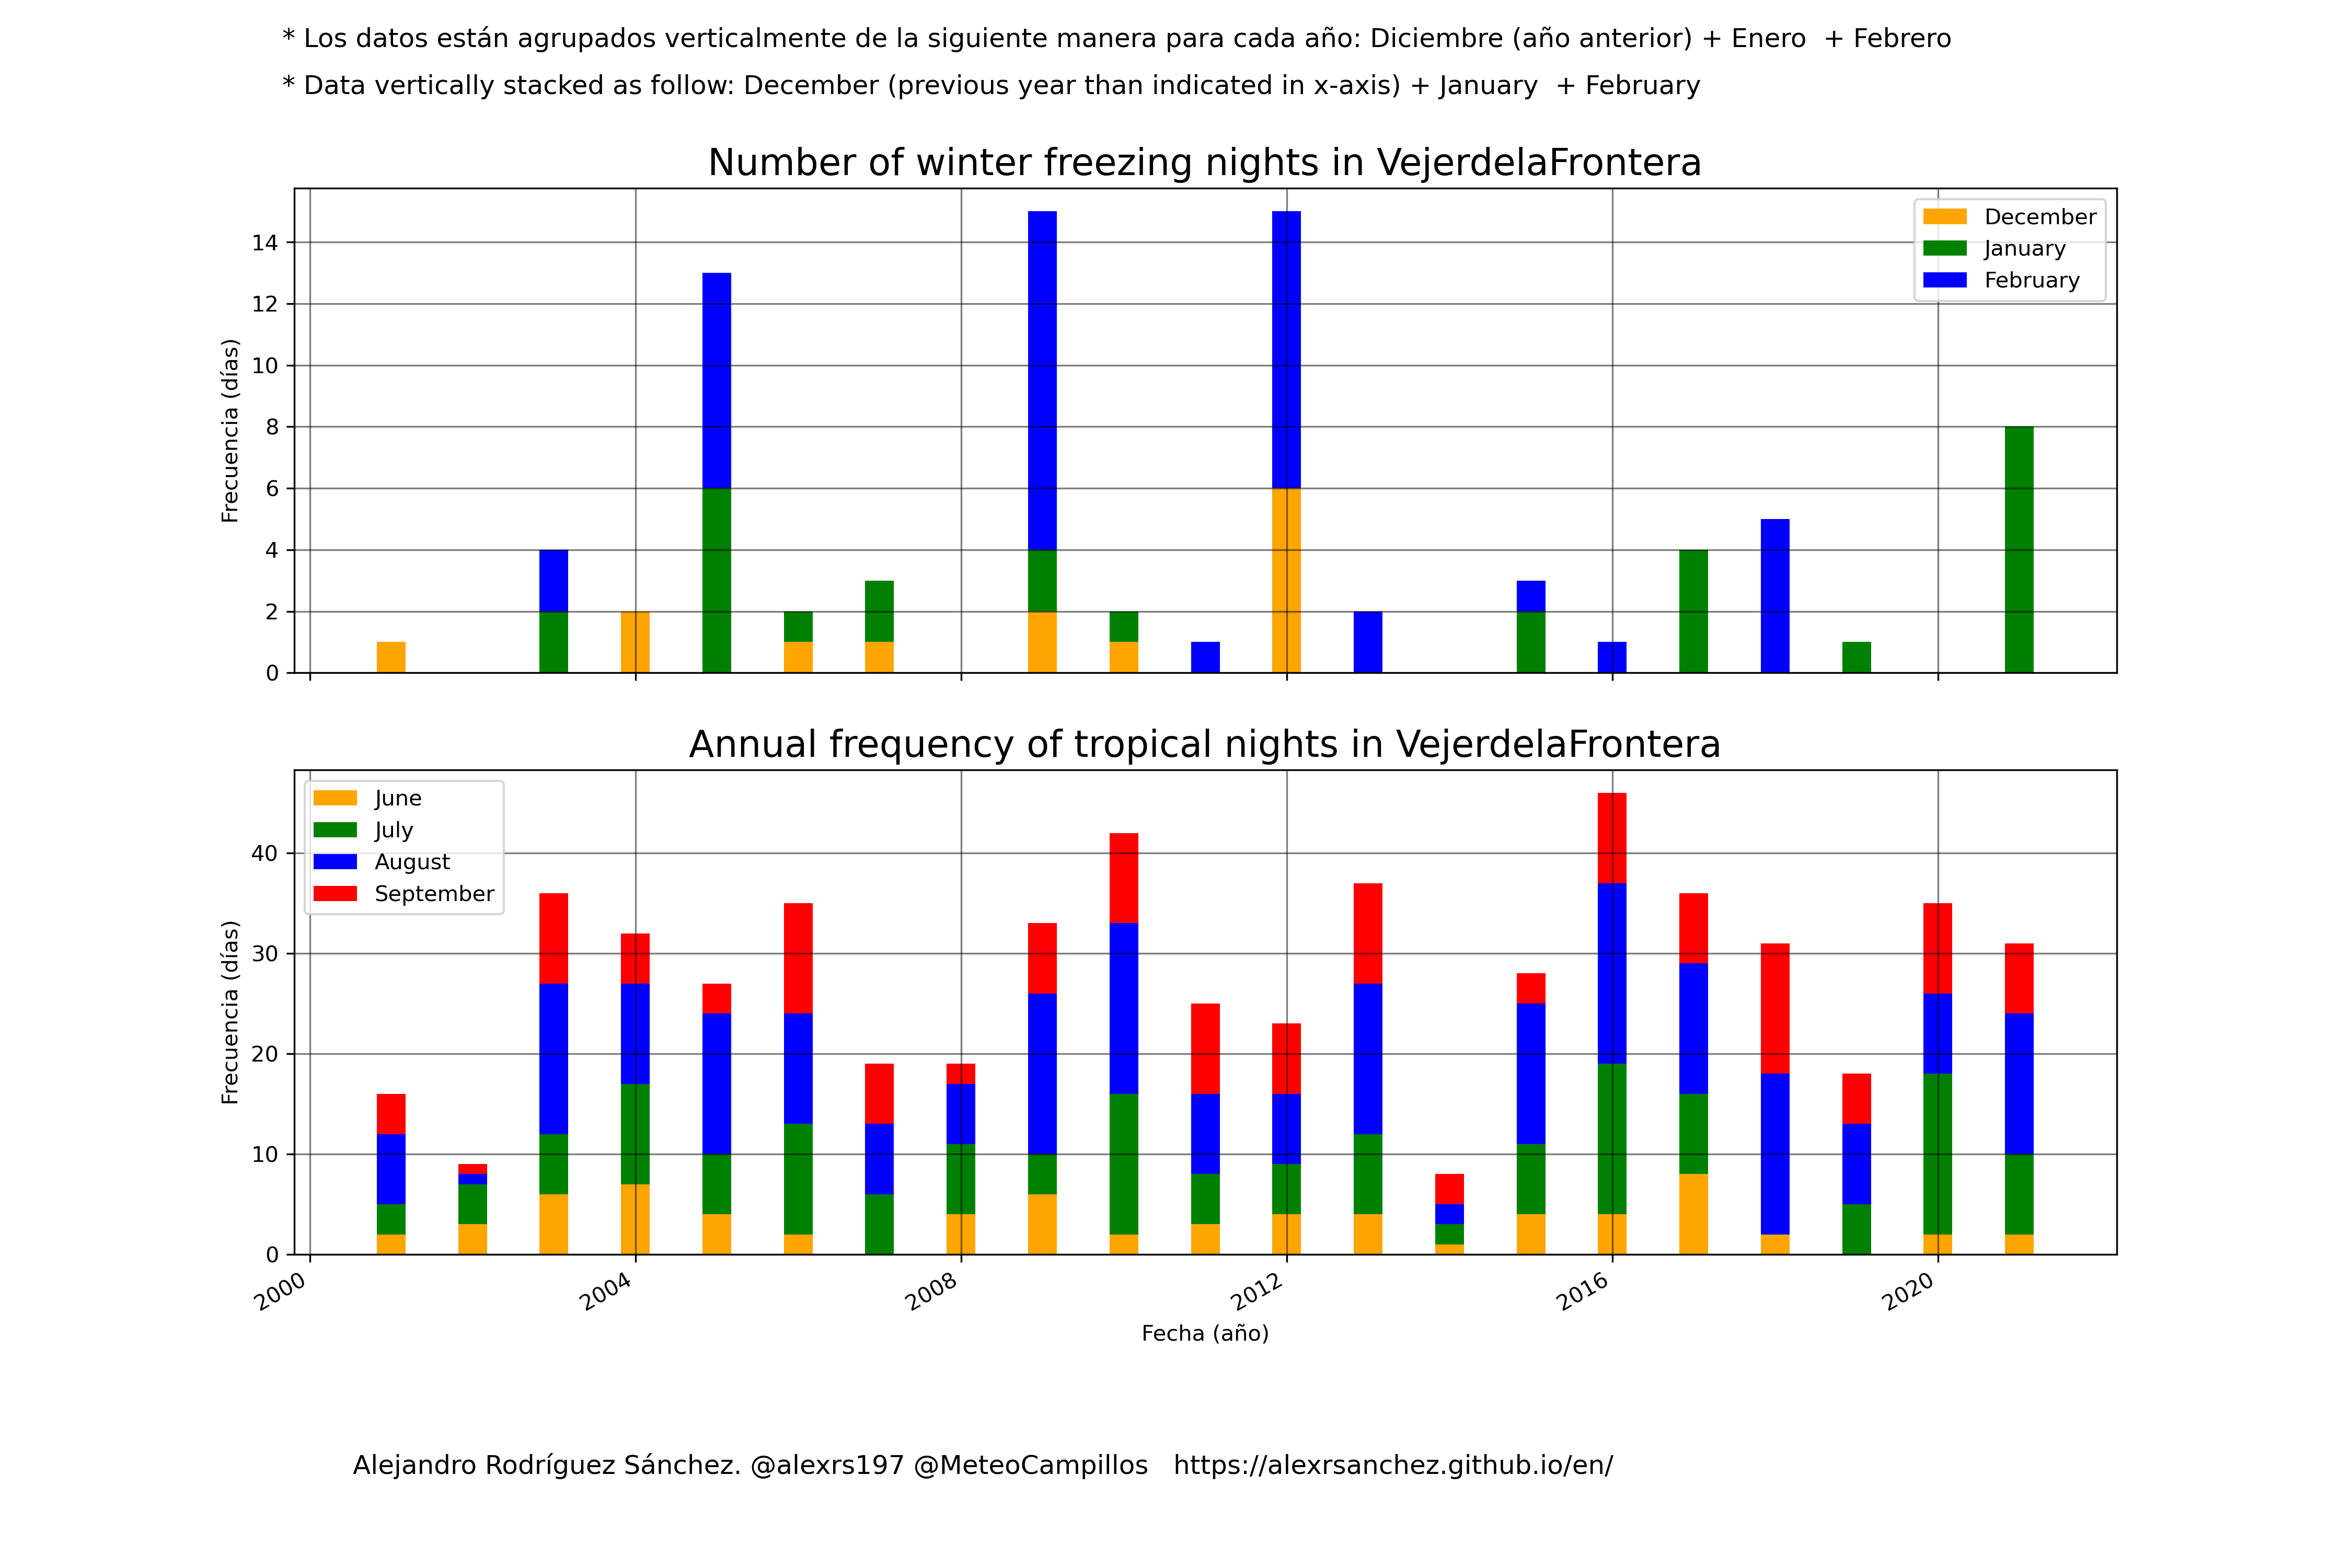 * Los datos están agrupados verticalmente de la siguiente manera para cada año: Diciembre (año anterior) + Enero  + Febrero
* Data vertically stacked as follow: December (previous year than indicated in x-axis) + January  + February
Number of winter freezing nights in VejerdelaFrontera
Frecuencia (días)
14
12
10
8
6
4
2
0
December
January
February
Annual frequency of tropical nights in VejerdelaFrontera
Frecuencia (días)
40
30
20
10
0
June
July
August
September
2000
2004
2008
2012
2016
2020
Fecha (año)
Alejandro Rodríguez Sánchez. @alexrs197 @MeteoCampillos   https://alexrsanchez.github.io/en/